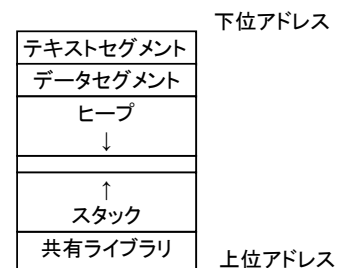 下位アドレス
テキストセグメント
データセグメント
ヒープ
↓
↑
スタック
共有ライブラリ
上位アドレス